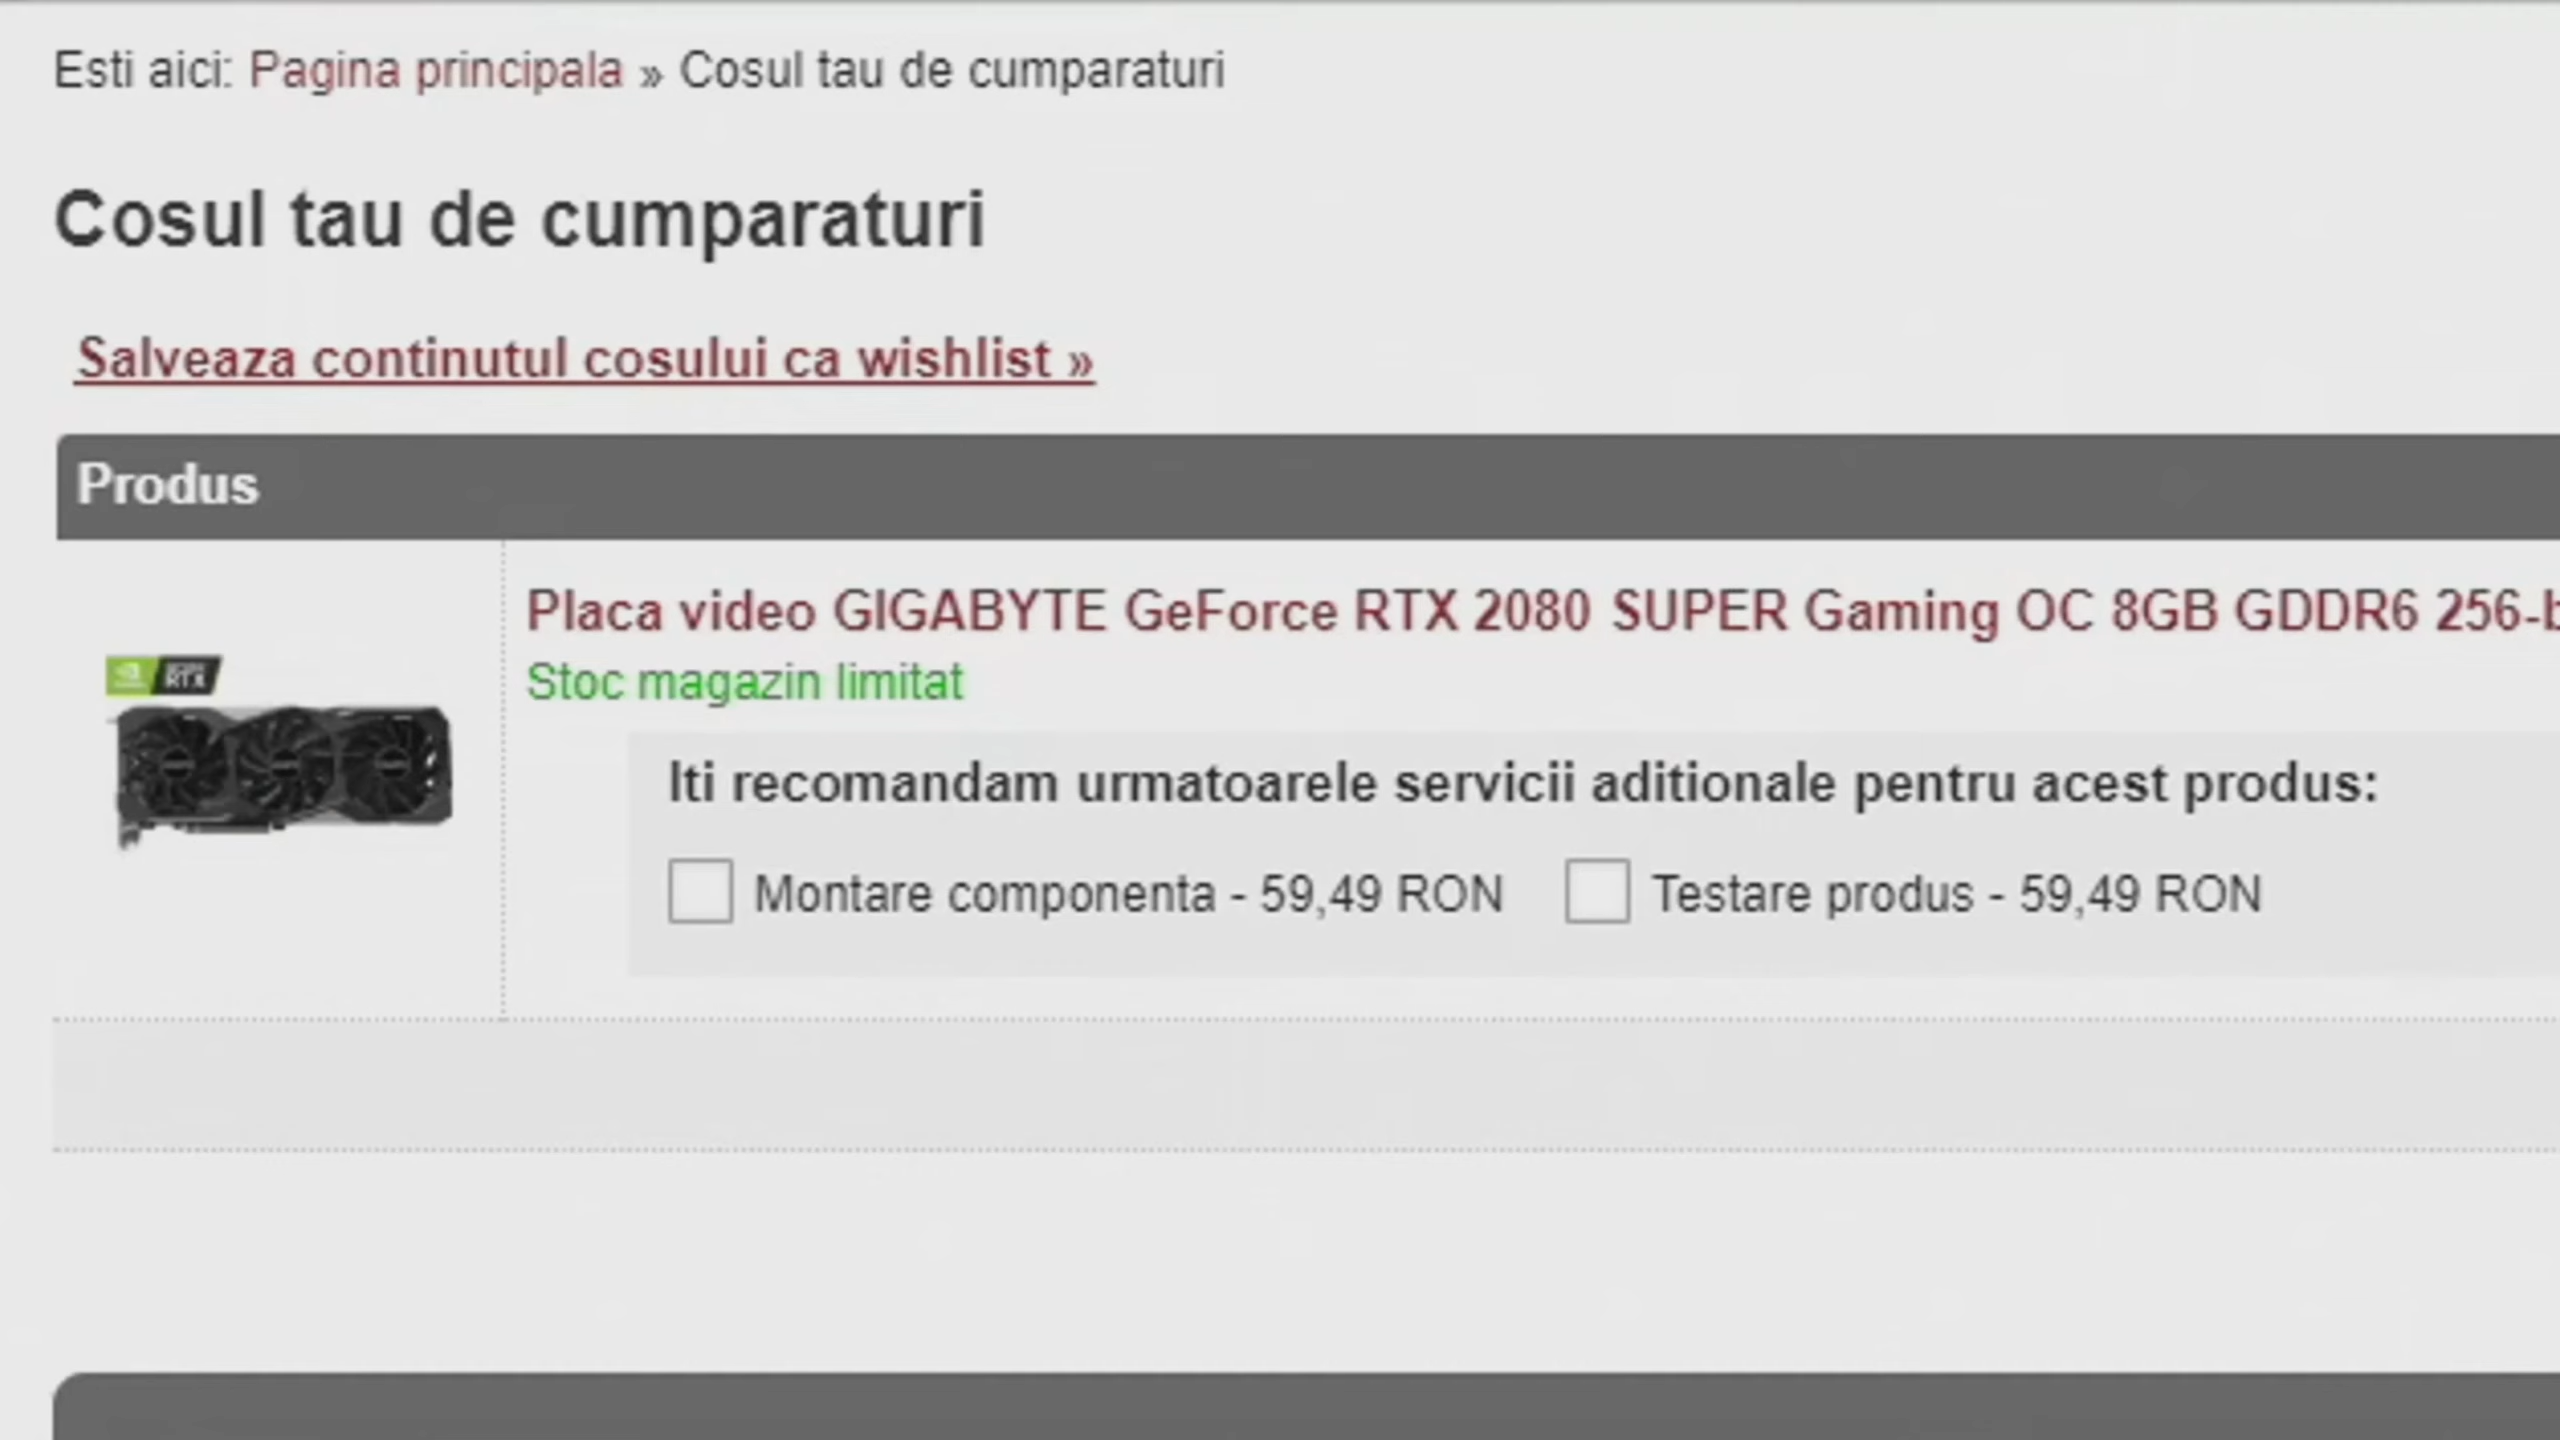 Esti aici: Pagina principala » Cosul tau de cumparaturi
Cosul tau de cumparaturi
Salveaza continutul cosului ca wishlist »
Produs
Placa video GIGABYTE GeForce RTX 2080 SUPER Gaming OC 8GB GDDR6 256-b
Stoc magazin limitat
RTX
Iti recomandam urmatoarele servicii aditionale pentru acest produs:
Montare componenta - 59,49 RON Testare produs - 59,49 RON